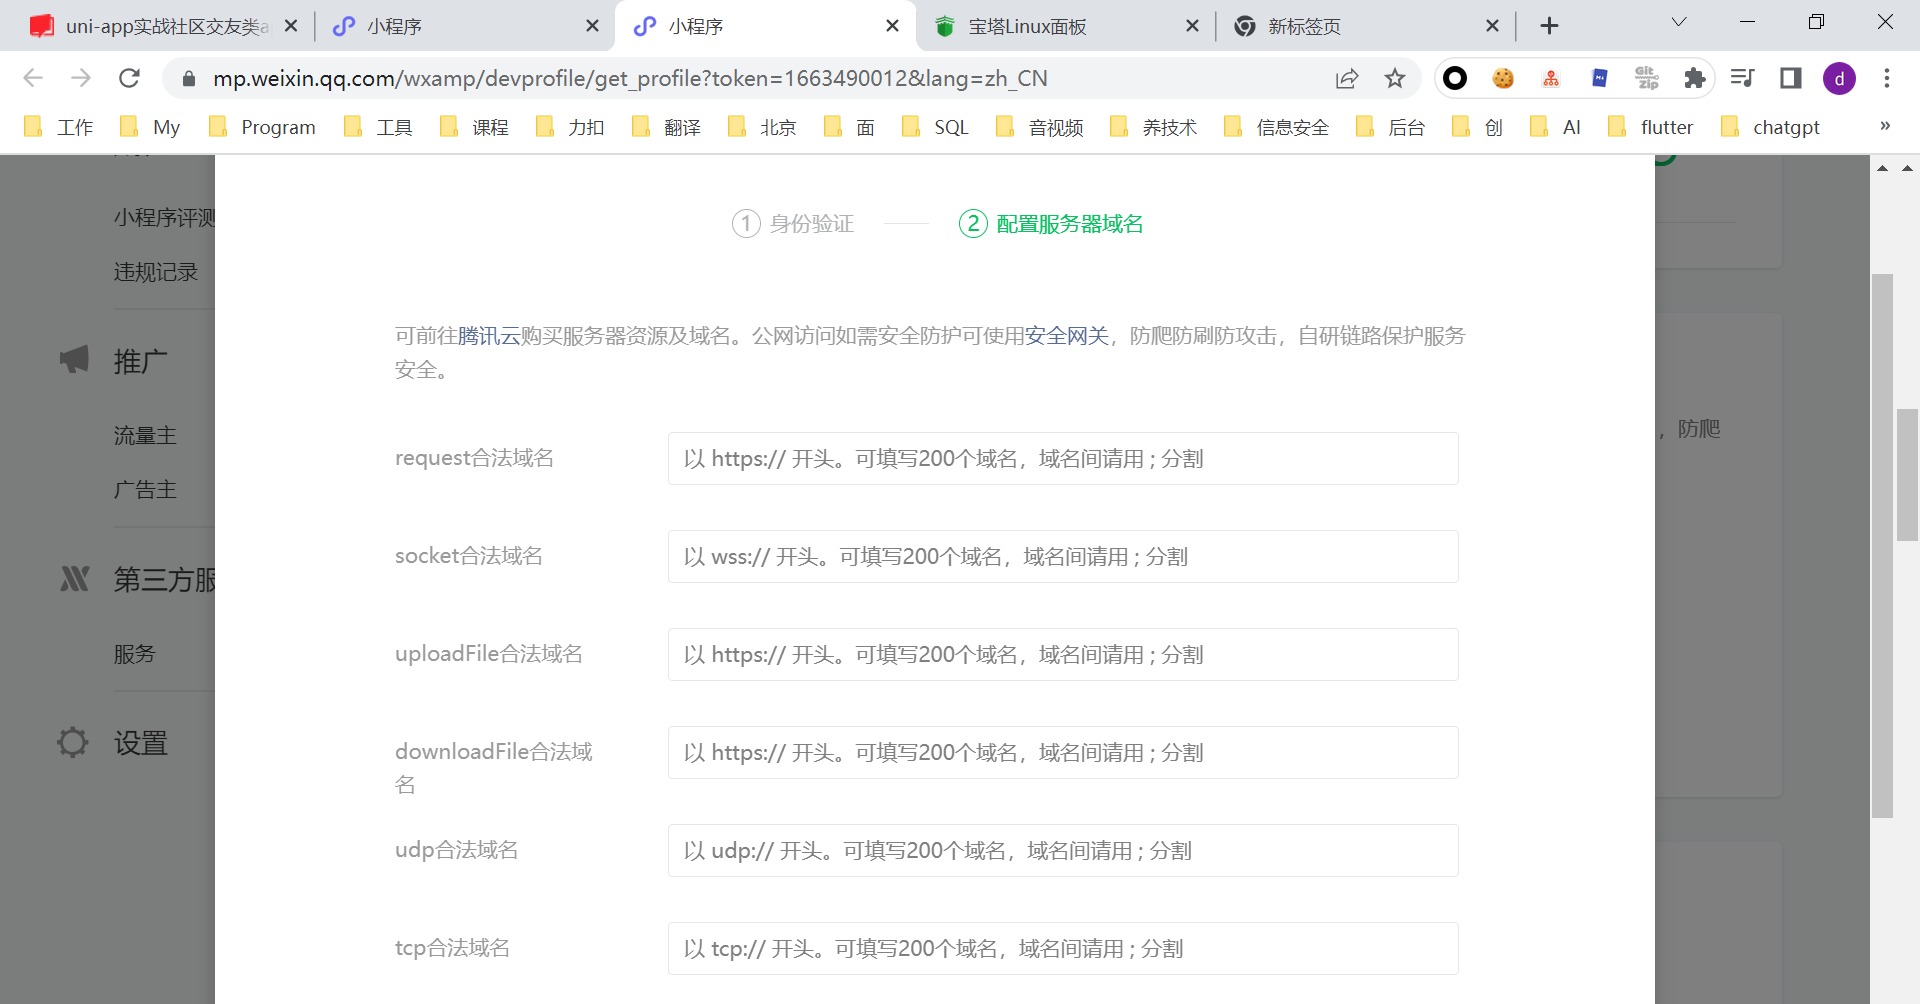 uni-app实战社区交友类a
小程序
小程序
宝塔Linux面板
新标签页
mp.weixin.qq.com/wxamp/devprofile/get_profile?token=1663490012&lang=zh_CN
Git zip
d
工作
My
Program
工具
课程
力扣
翻译
北京
面
SQL
音视频
养技术
信息安全
后台
创
AI
flutter
chatgpt
»
小程序评测
违规记录
推广
流量主
广告主
第三方服
服务
设置
1 身份验证
2 配置服务器域名
可前往腾讯云购买服务器资源及域名。公网访问如需安全防护可使用安全网关，防爬防刷防攻击，自研链路保护服务
安全。
request合法域名
以 https:// 开头。可填写200个域名，域名间请用 ; 分割
socket合法域名
以 wss:// 开头。可填写200个域名，域名间请用 ; 分割
uploadFile合法域名
以 https:// 开头。可填写200个域名，域名间请用 ; 分割
downloadFile合法域
名
以 https:// 开头。可填写200个域名，域名间请用 ; 分割
udp合法域名
以 udp:// 开头。可填写200个域名，域名间请用 ; 分割
tcp合法域名
以 tcp:// 开头。可填写200个域名，域名间请用 ; 分割
，防爬